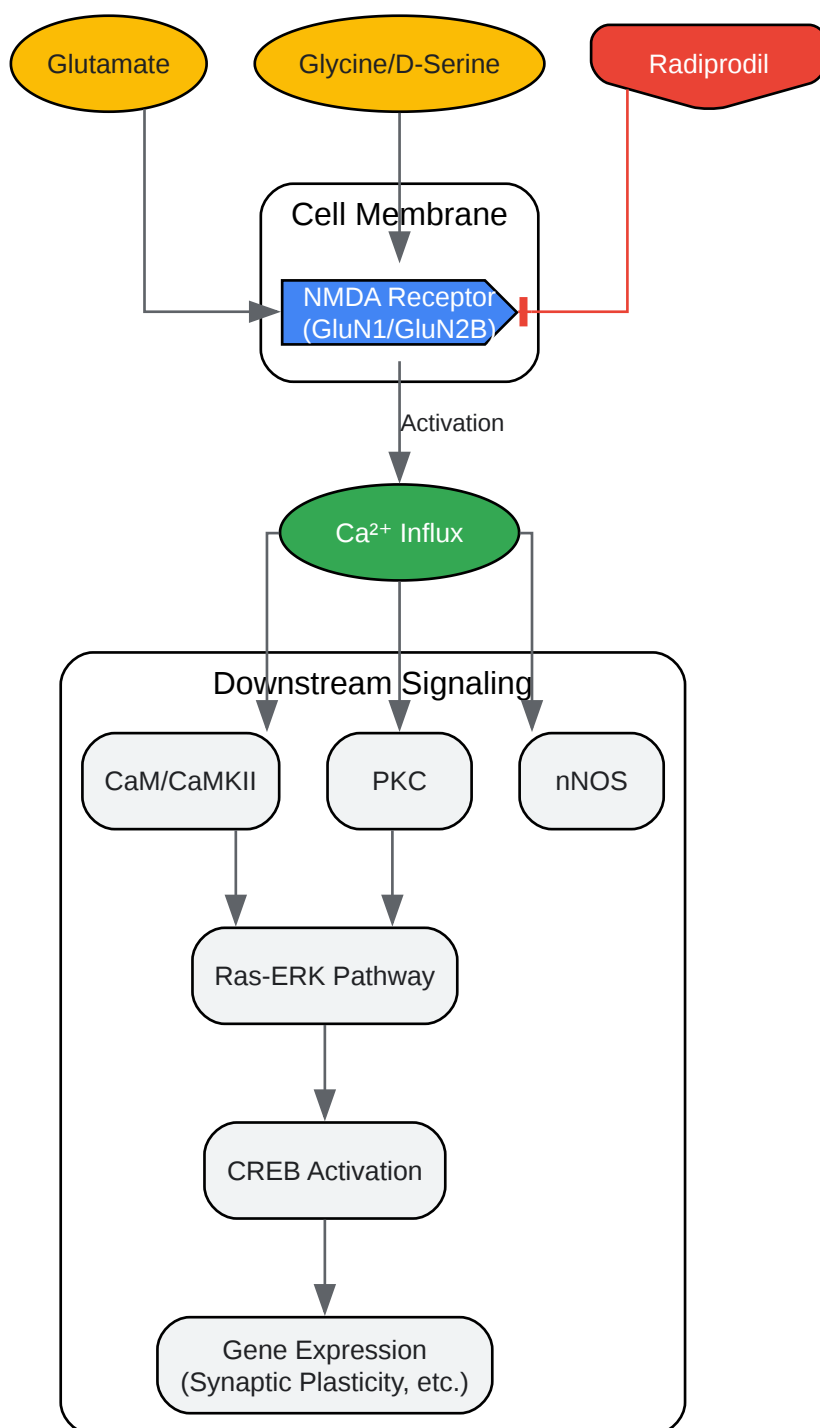 Glutamate
Glycine/D-Serine
Radiprodil
Cell Membrane
NMDA Receptor
(GluN1/GluN2B)
Activation
Ca²⁺ Influx
Downstream Signaling
CaM/CaMKII
PKC
nNOS
Ras-ERK Pathway
CREB Activation
Gene Expression
(Synaptic Plasticity, etc.)